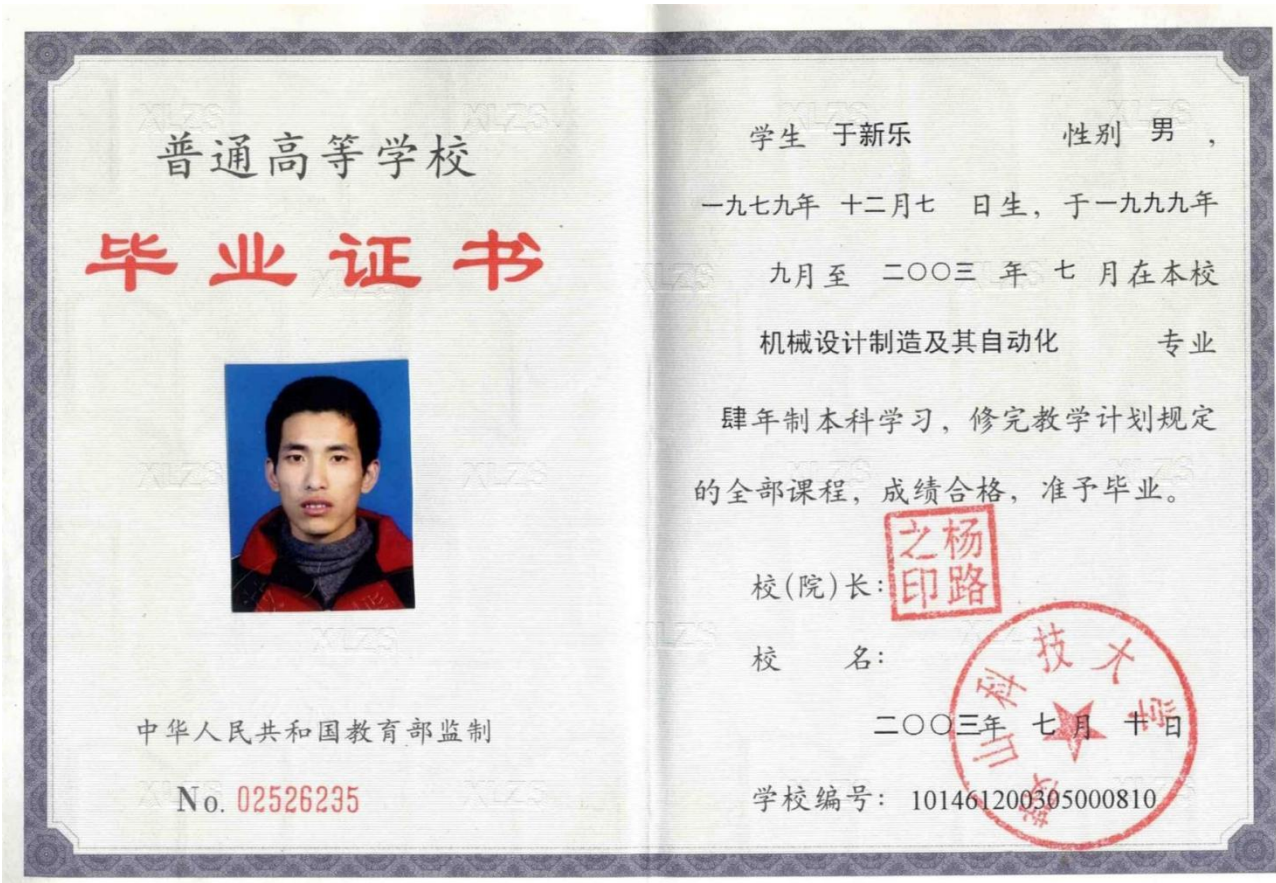 普通高等学校
毕业证书
中华人民共和国教育部监制
No. 02526235
学生 于新乐 性别 男,
一九七九年 十二月七 日生, 于一九九九年
九月至 二〇〇三 年 七 月在本校
机械设计制造及其自动化 专业
肆年制本科学习, 修完教学计划规定
的全部课程, 成绩合格, 准予毕业。
校(院)长:
杨路之印
校 名:
鞍山科技大学
二〇〇三年 七月 十日
学校编号: 101461200305000810
XLZS